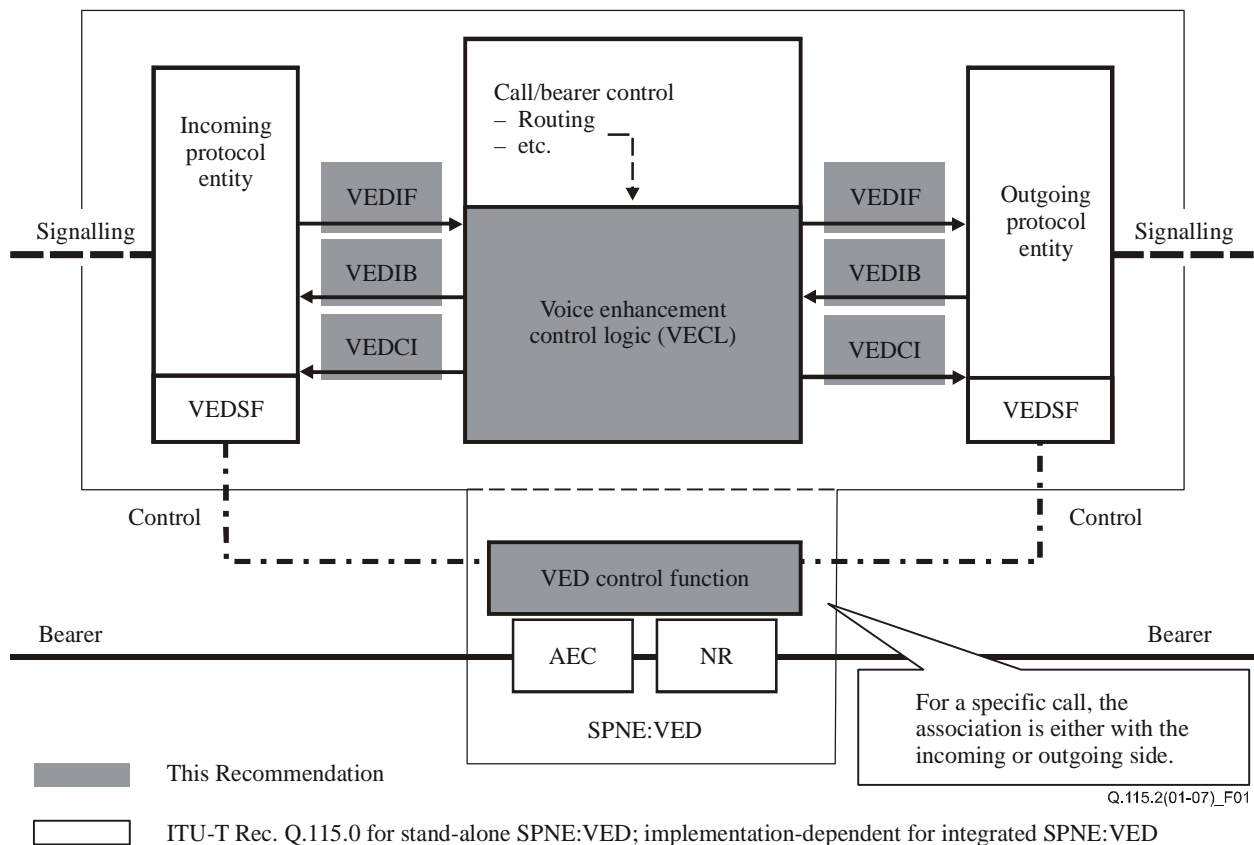 Call/bearer control
– Routing
– etc.
Incoming
protocol
entity
VEDIF
VEDIF
Outgoing
protocol
entity
Signalling
Signalling
VEDIB
VEDIB
Voice enhancement
control logic (VECL)
VEDCI
VEDCI
VEDSF
VEDSF
Control
Control
VED control function
Bearer
Bearer
AEC
NR
SPNE:VED
For a specific call, the
association is either with the
incoming or outgoing side.
This Recommendation
Q.115.2(01-07)_F01
ITU-T Rec. Q.115.0 for stand-alone SPNE:VED; implementation-dependent for integrated SPNE:VED